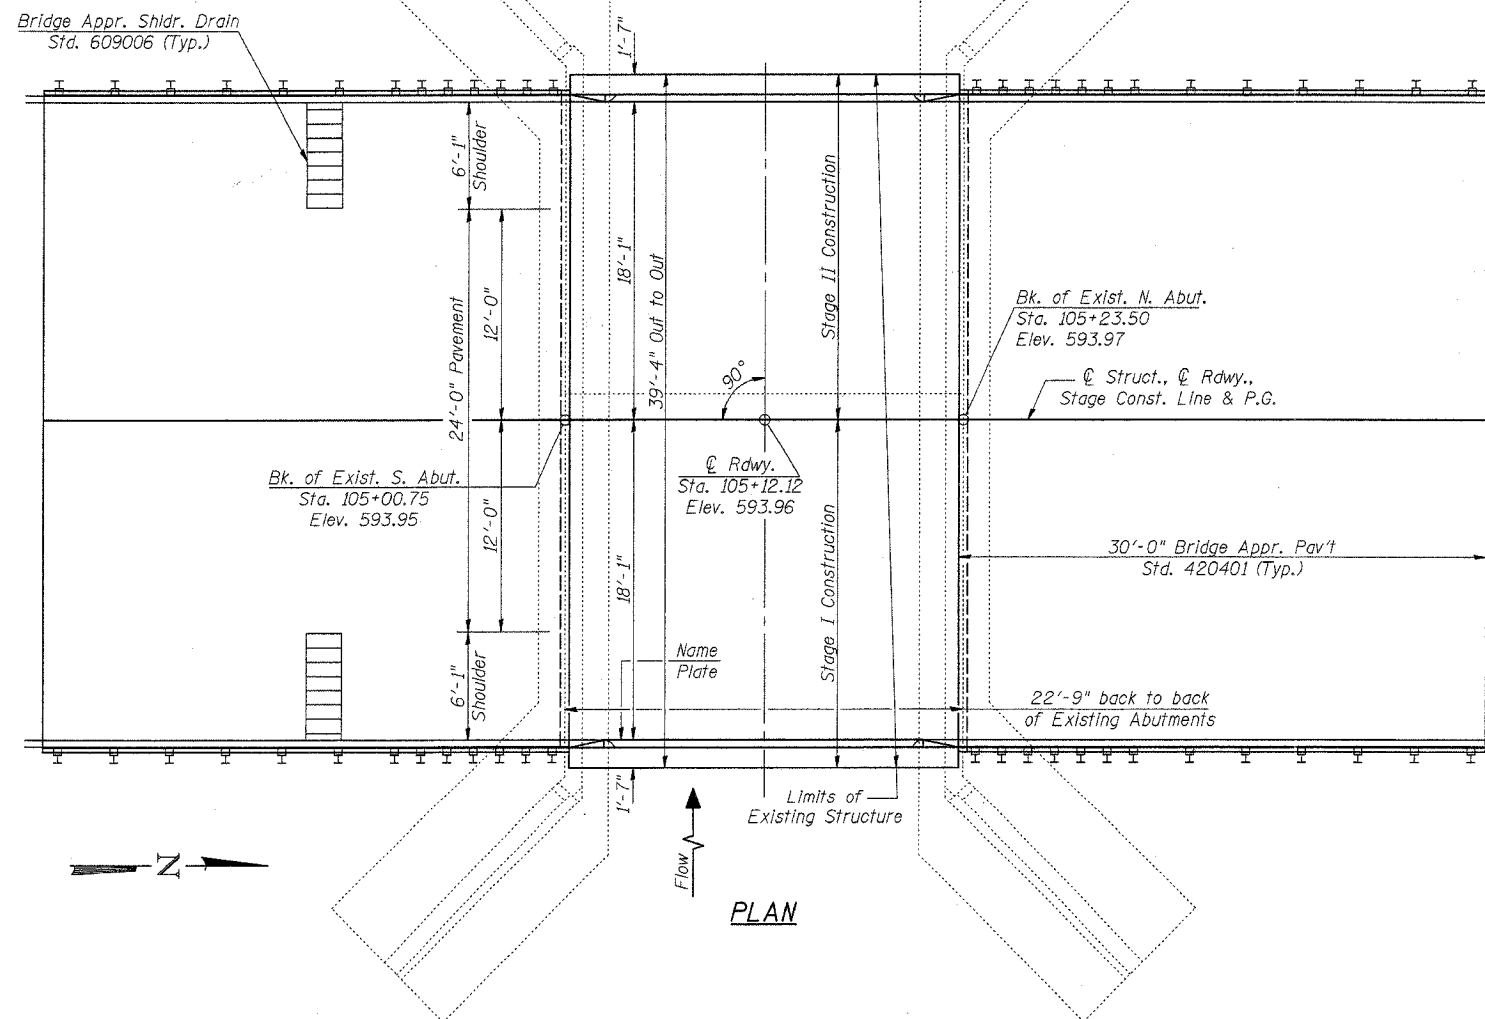 Bridge Appr. Shldr. Drain
Std. 609006 (Typ.)
1'-7"
6'-1"
Shoulder
18'-1"
39'-4" Out to Out
Stage II Construction
24'-0" Pavement
12'-0"
90°
Bk. of Exist. N. Abut.
Sta. 105+23.50
Elev. 593.97
℄ Struct., ℄ Rdwy.,
Stage Const. Line & P.G.
Bk. of Exist. S. Abut.
Sta. 105+00.75
Elev. 593.95
℄ Rdwy.
Sta. 105+12.12
Elev. 593.96
12'-0"
18'-1"
Stage I Construction
30'-0" Bridge Appr. Pav't
Std. 420401 (Typ.)
6'-1"
Shoulder
Name
Plate
22'-9" back to back
of Existing Abutments
1'-7"
Limits of
Existing Structure
Flow
N
PLAN